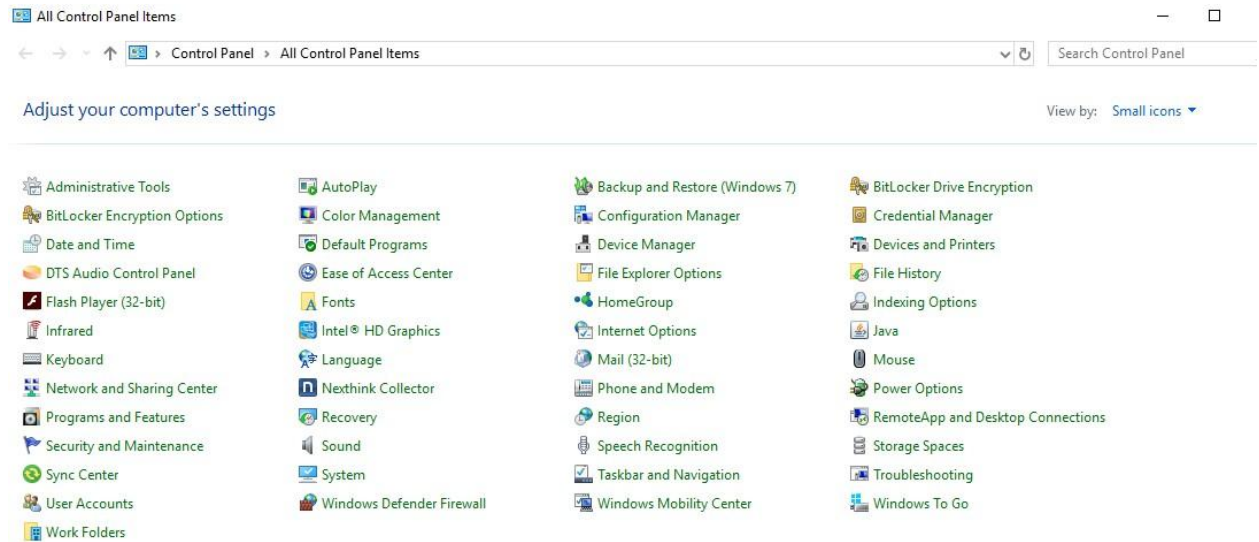 All Control Panel Items
Control Panel > All Control Panel Items
Search Control Panel
Adjust your computer's settings
View by: Small icons
Administrative Tools AutoPlay Backup and Restore (Windows 7) BitLocker Drive Encryption
BitLocker Encryption Options Color Management Configuration Manager Credential Manager
Date and Time Default Programs Device Manager Devices and Printers
DTS Audio Control Panel Ease of Access Center File Explorer Options File History
Flash Player (32-bit) Fonts HomeGroup Indexing Options
Infrared Intel® HD Graphics Internet Options Java
Keyboard Language Mail (32-bit) Mouse
Network and Sharing Center Nexthink Collector Phone and Modem Power Options
Programs and Features Recovery Region RemoteApp and Desktop Connections
Security and Maintenance Sound Speech Recognition Storage Spaces
Sync Center System Taskbar and Navigation Troubleshooting
User Accounts Windows Defender Firewall Windows Mobility Center Windows To Go
Work Folders